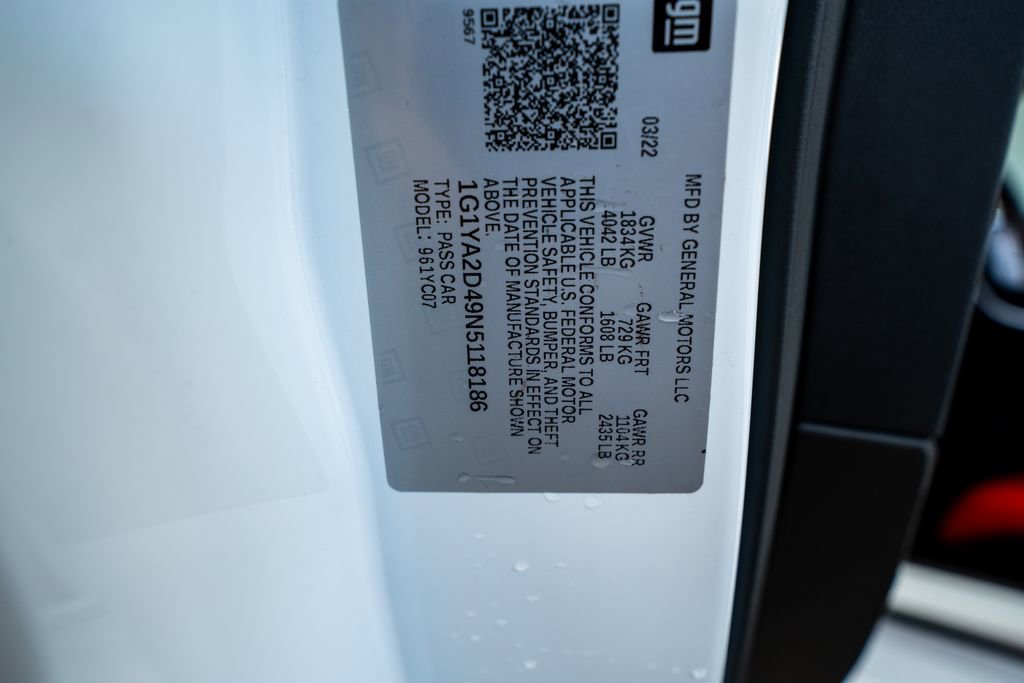 gm
03/22
9567
MFD BY GENERAL MOTORS LLC
GVWR GAWR FRT GAWR RR
1834 KG 729 KG 1104 KG
4042 LB 1608 LB 2435 LB
THIS VEHICLE CONFORMS TO ALL
APPLICABLE U.S. FEDERAL MOTOR
VEHICLE SAFETY, BUMPER, AND THEFT
PREVENTION STANDARDS IN EFFECT ON
THE DATE OF MANUFACTURE SHOWN
ABOVE.
1G1YA2D49N5118186
TYPE: PASS CAR
MODEL: 961YC07